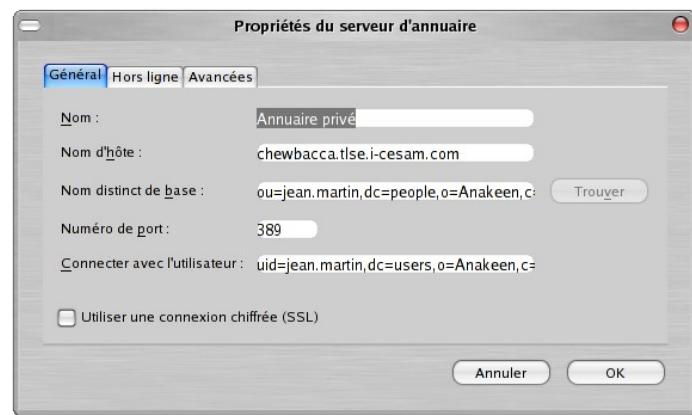 Propriétés du serveur d'annuaire
Général Hors ligne Avancées
Nom : Annuaire privé
Nom d'hôte : chewbacca.tlse.i-cesam.com
Nom distinct de base : ou=jean.martin,dc=people,o=Anakeen,c= Trouver
Numéro de port : 389
Connecter avec l'utilisateur : uid=jean.martin,dc=users,o=Anakeen,c=
Utiliser une connexion chiffrée (SSL)
Annuler OK